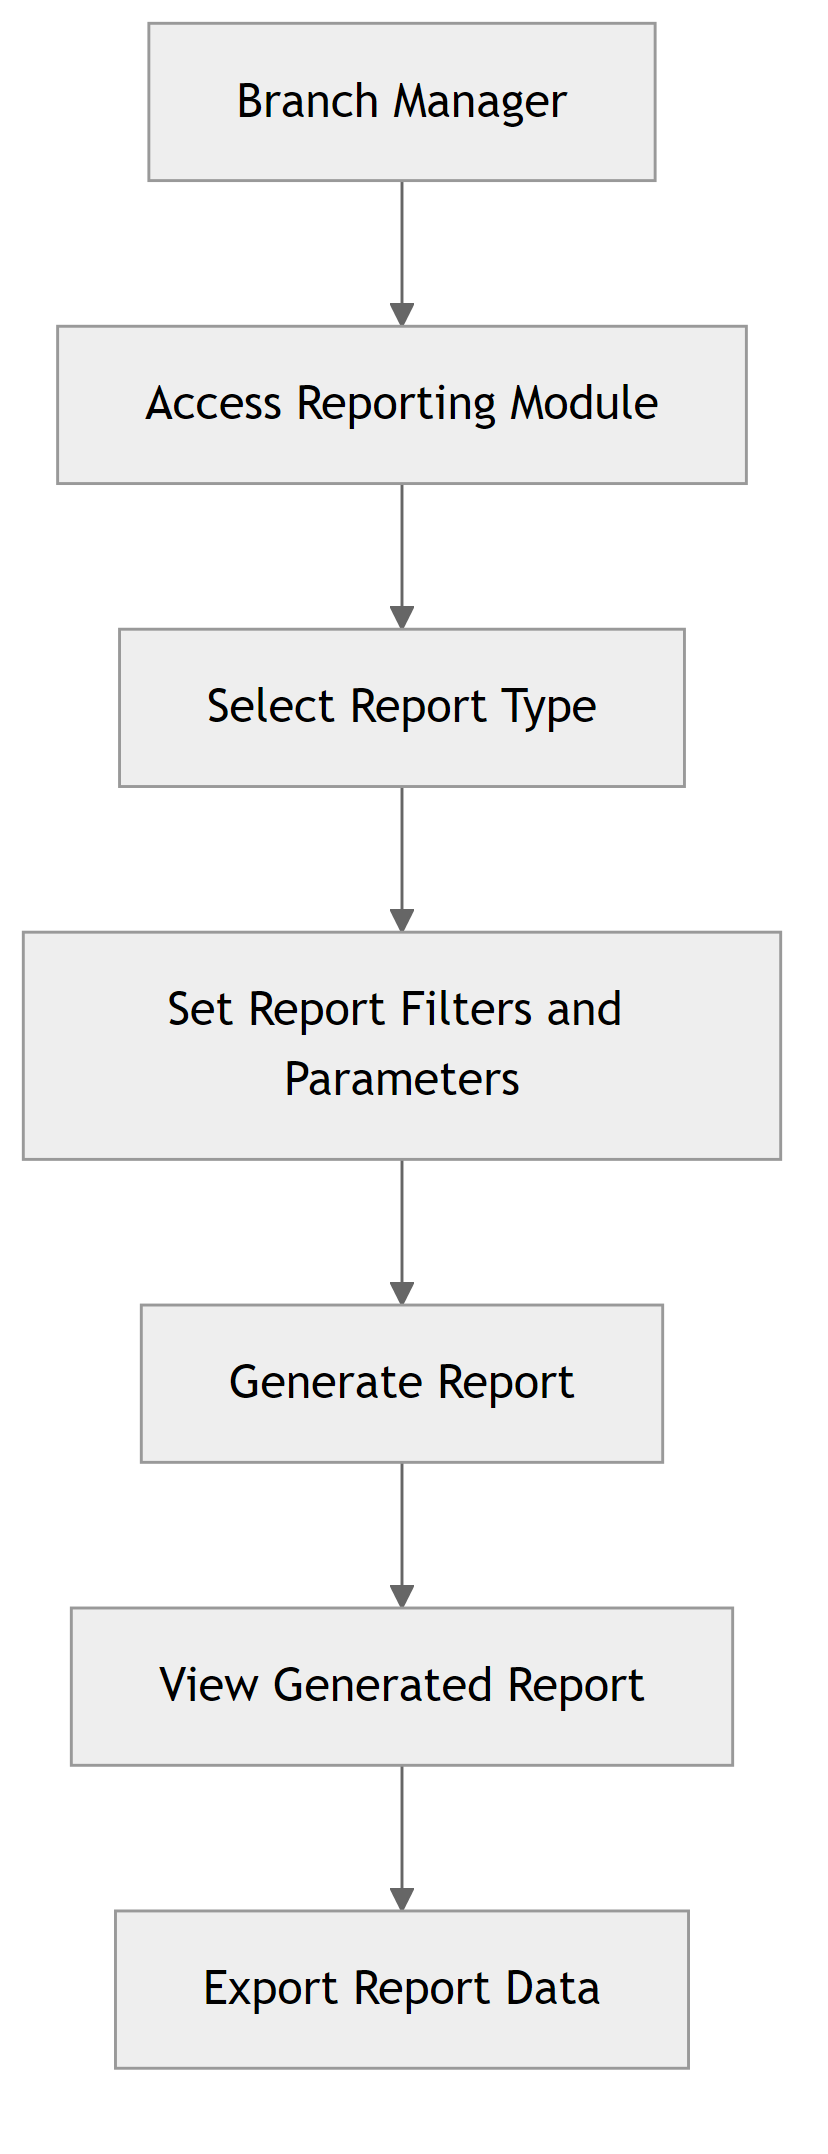 Branch Manager
Access Reporting Module
Select Report Type
Set Report Filters and
Parameters
Generate Report
View Generated Report
Export Report Data